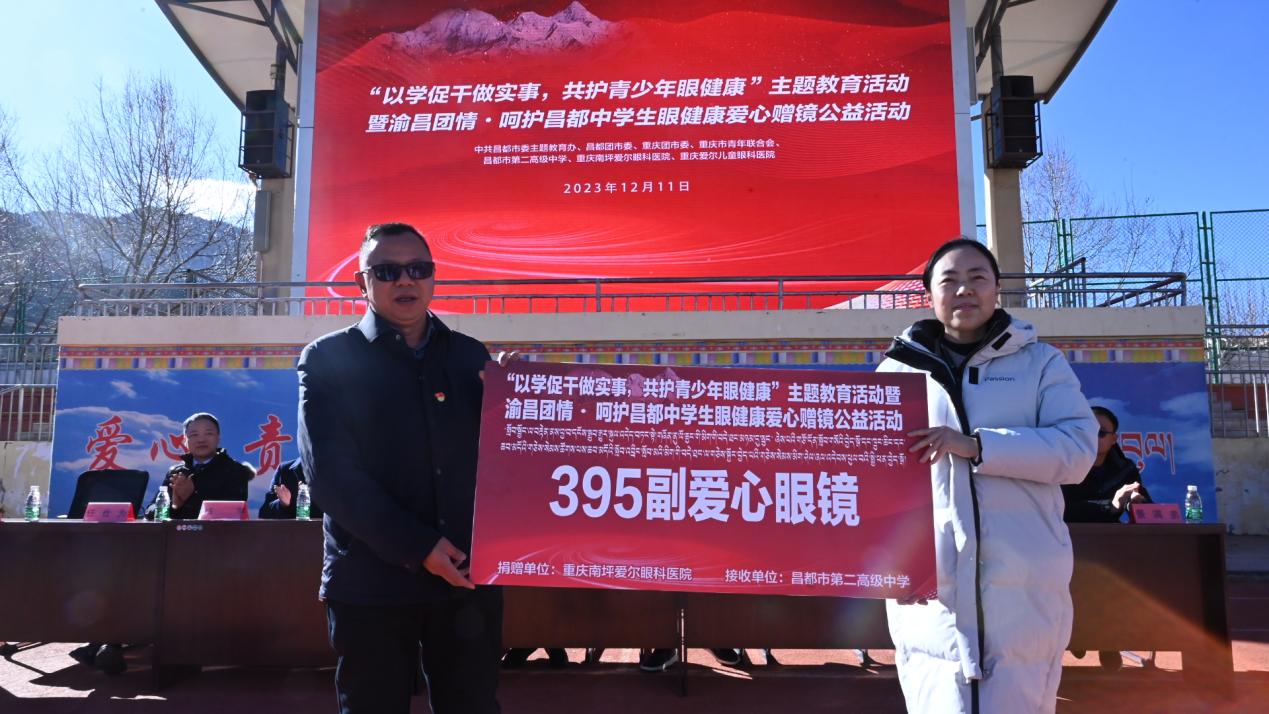 “以学促干做实事，共护青少年眼健康”主题教育活动
暨渝昌团情·呵护昌都中学生眼健康爱心赠镜公益活动
中共昌都市委主题教育办、昌都团市委、重庆团市委、重庆市青年联合会、
昌都市第二高级中学、重庆南坪爱尔眼科医院、重庆爱尔儿童眼科医院
2023年12月11日
“以学促干做实事，共护青少年眼健康”主题教育活动暨
渝昌团情·呵护昌都中学生眼健康爱心赠镜公益活动
395副爱心眼镜
捐赠单位：重庆南坪爱尔眼科医院 接收单位：昌都市第二高级中学
passion
爱心 责